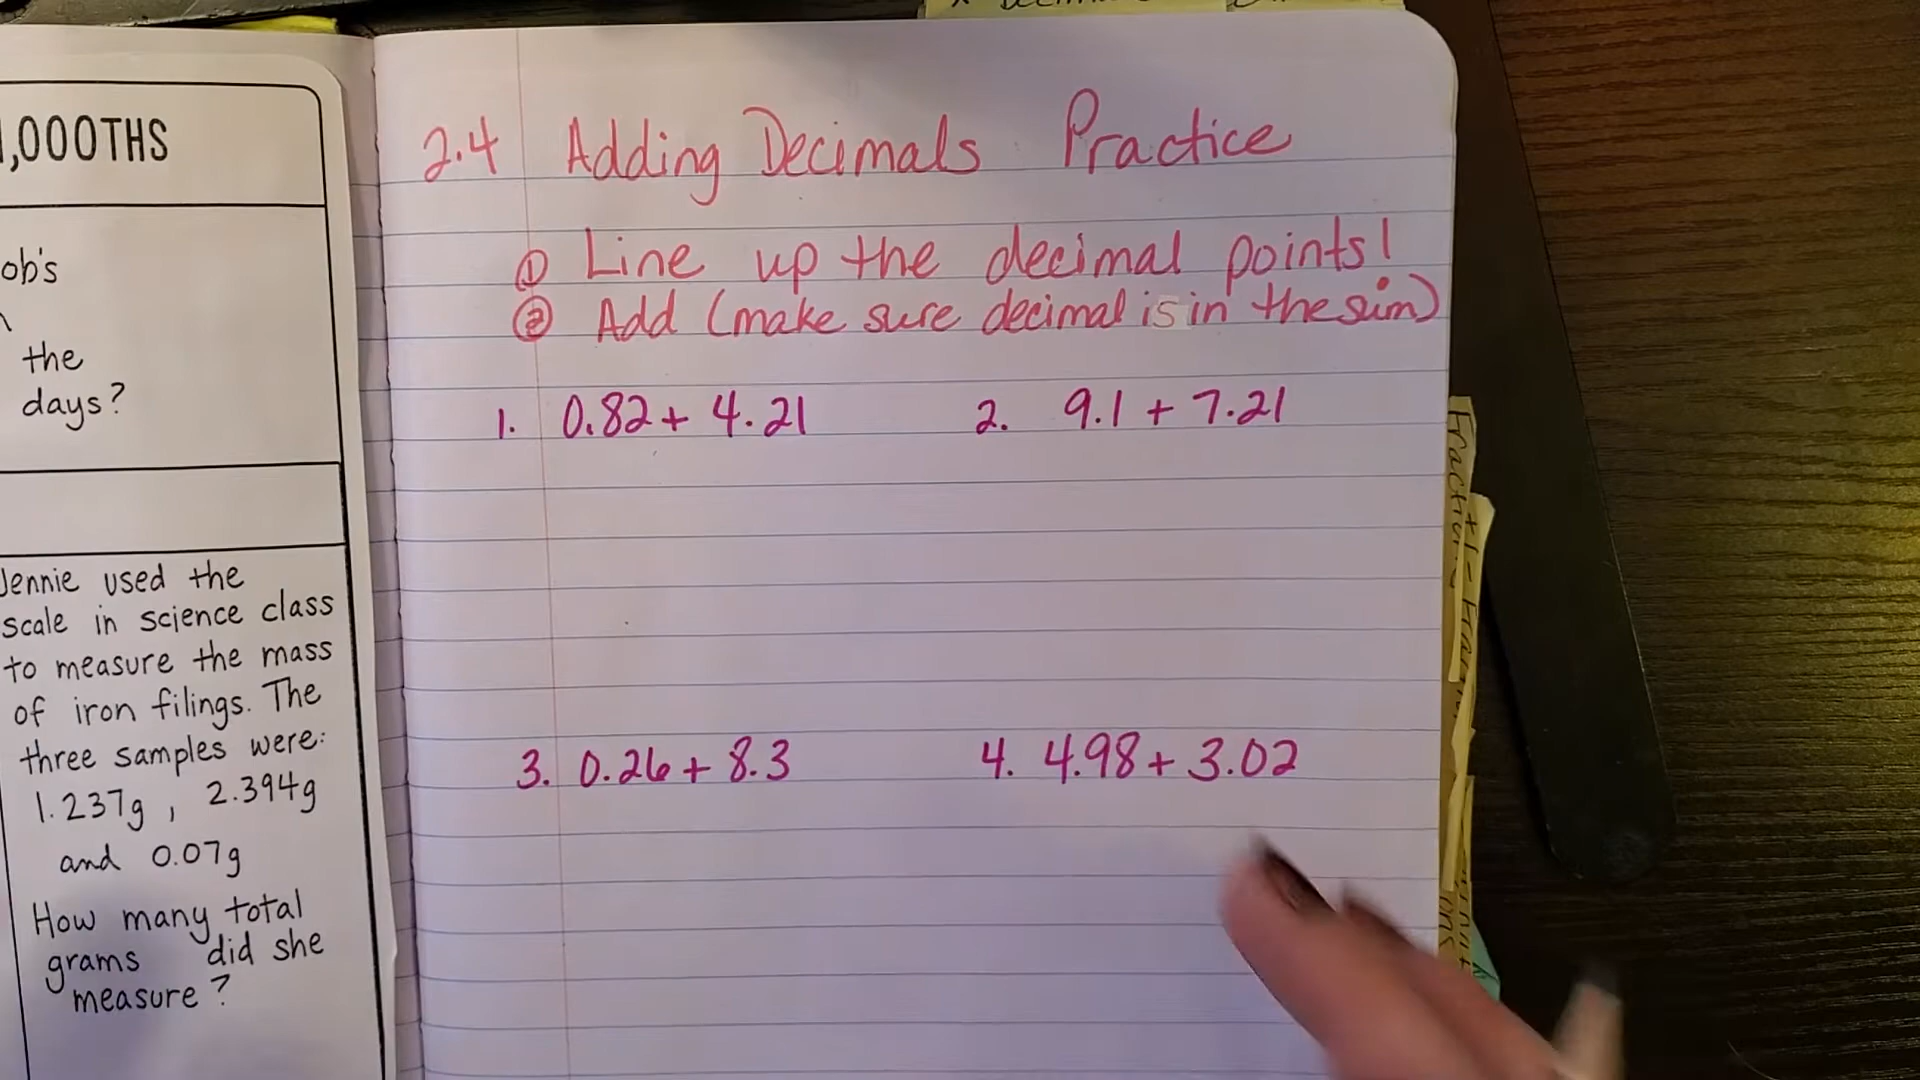 1,000THS
ob's
the
days?
Jennie used the
scale in science class
to measure the mass
of iron filings. The
three samples were:
1.237g, 2.394g
and 0.07g
How many total
grams did she
measure?
2.4 Adding Decimals Practice
① Line up the decimal points!
② Add (make sure decimal is in the sum)
1. 0.82 + 4.21
2. 9.1 + 7.21
3. 0.26 + 8.3
4. 4.98 + 3.02